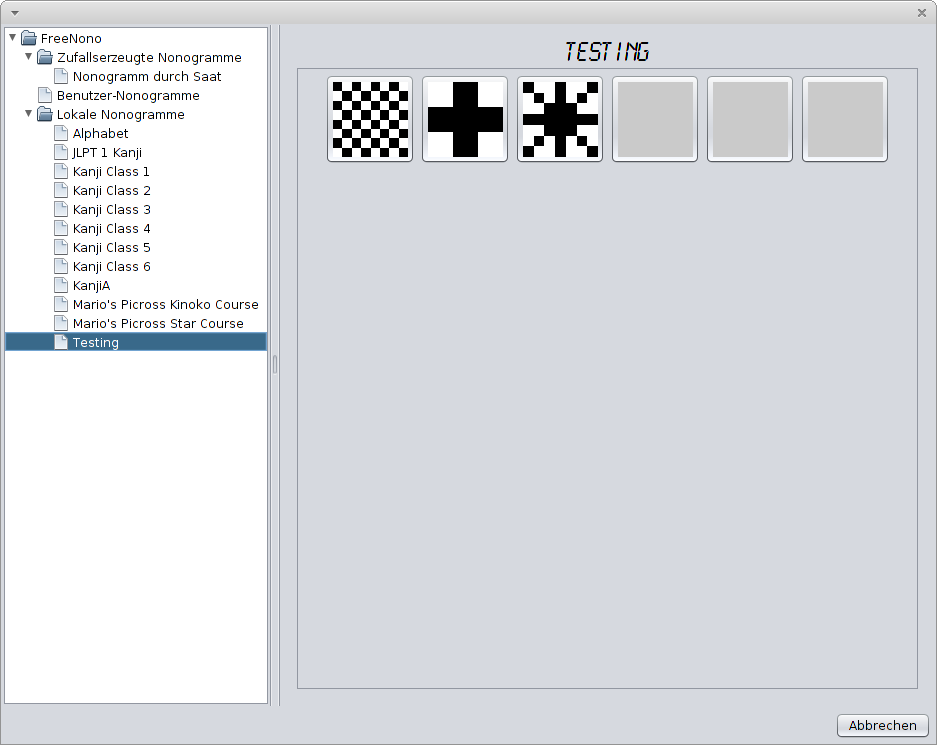 FreeNono
Zufallserzeugte Nonogramme
Nonogramm durch Saat
Benutzer-Nonogramme
Lokale Nonogramme
Alphabet
JLPT 1 Kanji
Kanji Class 1
Kanji Class 2
Kanji Class 3
Kanji Class 4
Kanji Class 5
Kanji Class 6
KanjiA
Mario's Picross Kinoko Course
Mario's Picross Star Course
Testing
TESTING
Abbrechen